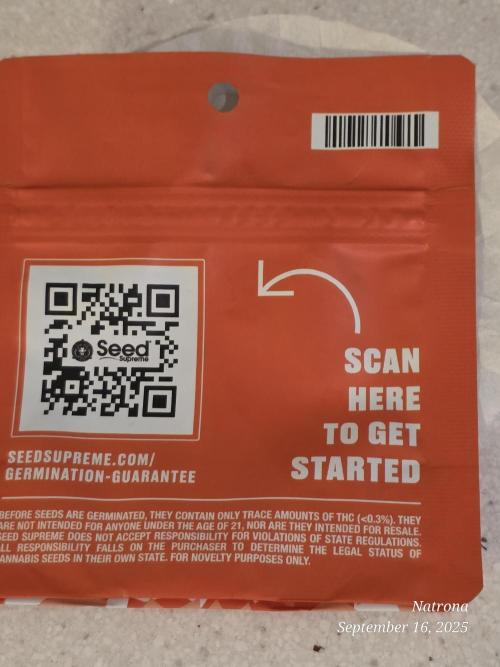 Seed
Supreme
SCAN
HERE
TO GET
STARTED
SEEDSUPREME.COM/
GERMINATION-GUARANTEE
BEFORE SEEDS ARE GERMINATED, THEY CONTAIN ONLY TRACE AMOUNTS OF THC (<0.3%). THEY
ARE NOT INTENDED FOR ANYONE UNDER THE AGE OF 21, NOR ARE THEY INTENDED FOR RESALE.
SEED SUPREME DOES NOT ACCEPT RESPONSIBILITY FOR VIOLATIONS OF STATE REGULATIONS.
ALL RESPONSIBILITY FALLS ON THE PURCHASER TO DETERMINE THE LEGAL STATUS OF
CANNABIS SEEDS IN THEIR OWN STATE. FOR NOVELTY PURPOSES ONLY.
Natrona
September 16, 2025